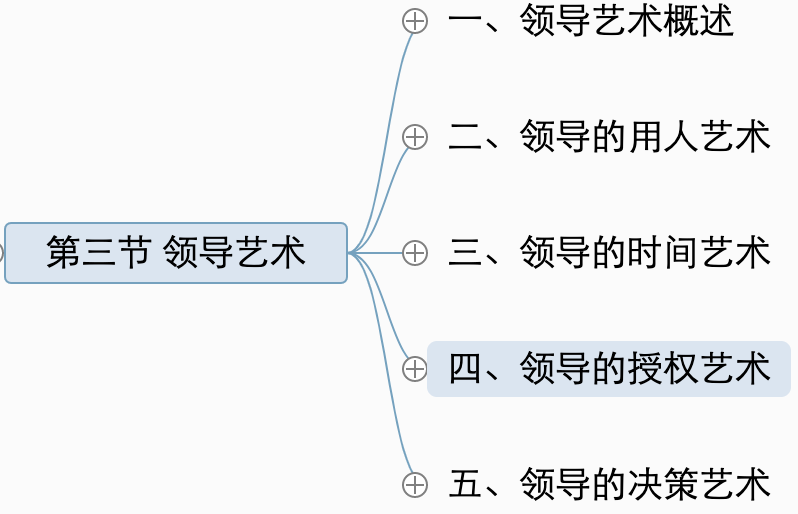 一、领导艺术概述
二、领导的用人艺术
第三节 领导艺术
三、领导的时间艺术
四、领导的授权艺术
五、领导的决策艺术